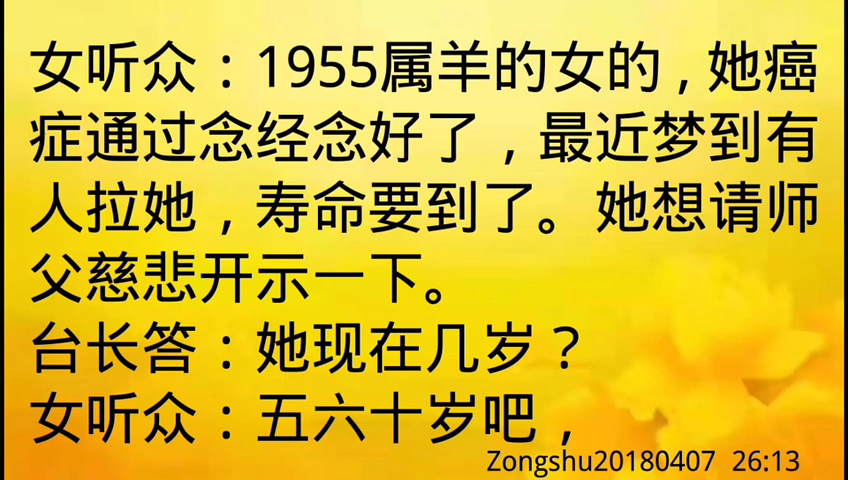 女听众：1955属羊的女的，她癌
症通过念经念好了，最近梦到有
人拉她，寿命要到了。她想请师
父慈悲开示一下。
台长答：她现在几岁？
女听众：五六十岁吧，
Zongshu20180407 26:13